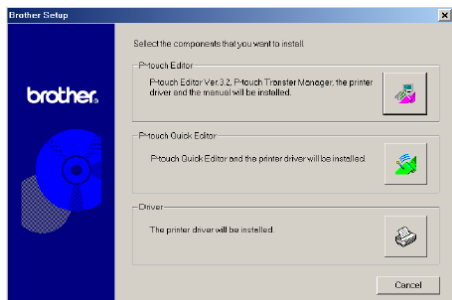 Brother Setup
Select the components that you want to install.
P-touch Editor
P-touch Editor Ver.3.2, P-touch Transfer Manager, the printer
driver and the manual will be installed.
brother.
P-touch Quick Editor
P-touch Quick Editor and the printer driver will be installed.
Driver
The printer driver will be installed.
Cancel